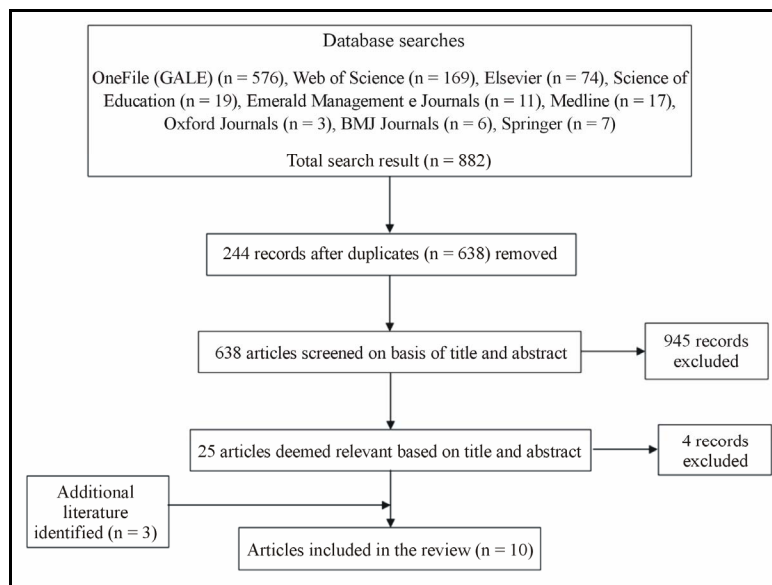 Database searches
OneFile (GALE) (n = 576), Web of Science (n = 169), Elsevier (n = 74), Science of
Education (n = 19), Emerald Management e Journals (n = 11), Medline (n = 17),
Oxford Journals (n = 3), BMJ Journals (n = 6), Springer (n = 7)
Total search result (n = 882)
244 records after duplicates (n = 638) removed
638 articles screened on basis of title and abstract
945 records
excluded
25 articles deemed relevant based on title and abstract
4 records
excluded
Additional
literature
identified (n = 3)
Articles included in the review (n = 10)